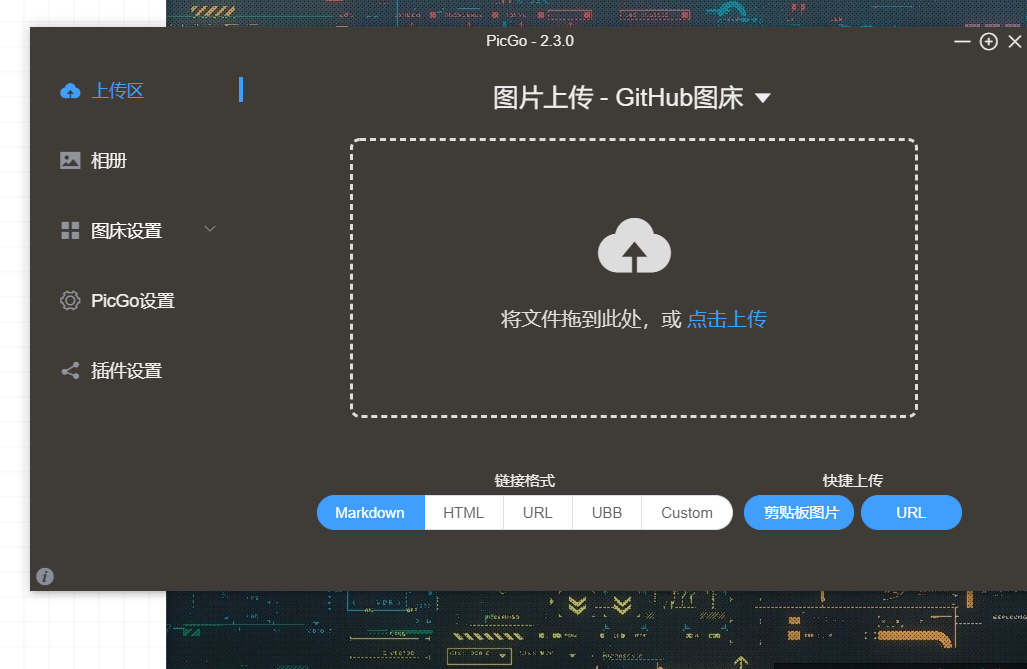 PicGo - 2.3.0
上传区
图片上传 - GitHub图床
相册
图床设置
PicGo设置
将文件拖到此处，或 点击上传
插件设置
链接格式
快捷上传
Markdown
HTML
URL
UBB
Custom
剪贴板图片
URL